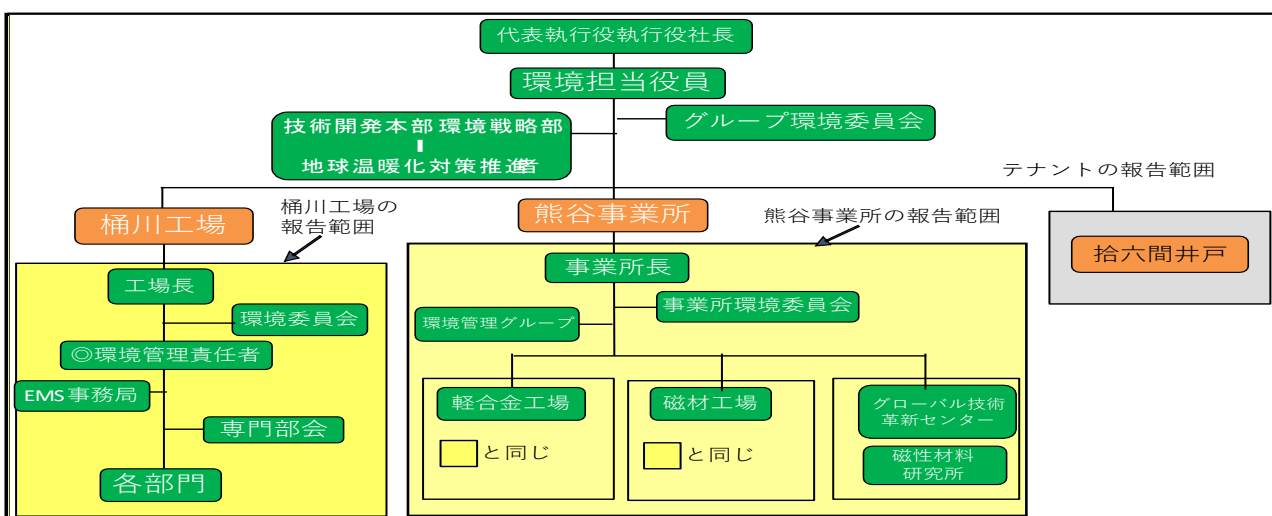 代表執行役執行役社長
環境担当役員
技術開発本部環境戦略部
地球温暖化対策推進者
グループ環境委員会
テナントの報告範囲
桶川工場
桶川工場の
報告範囲
熊谷事業所
熊谷事業所の報告範囲
拾六間井戸
工場長
環境委員会
◎環境管理責任者
EMS事務局
専門部会
各部門
事業所長
事業所環境委員会
環境管理グループ
軽合金工場
と同じ
磁材工場
と同じ
グローバル技術
革新センター
磁性材料
研究所